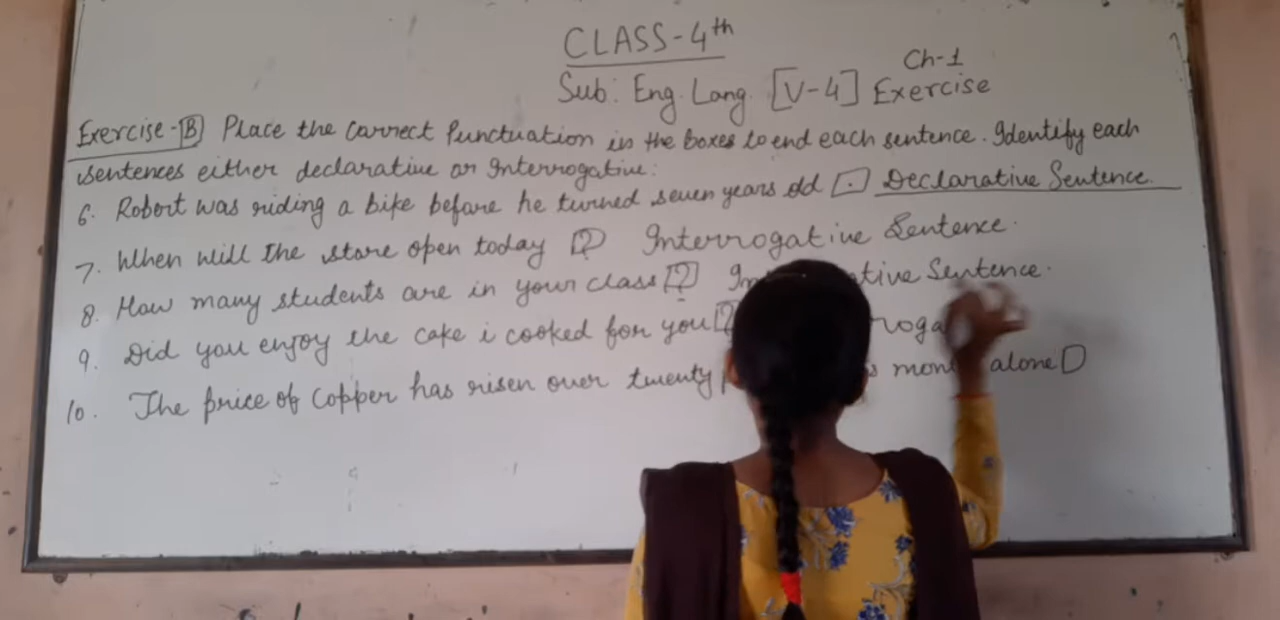 CLASS-4th
Ch-1
Sub: Eng. Lang. [V-4] Exercise
Exercise-B Place the Correct Punctuation in the boxes to end each sentence. Identify each
sentences either declarative or Interrogative:
6. Robert was riding a bike before he turned seven years old [.] Declarative Sentence.
7. When will the store open today [?] Interrogative Sentence.
8. How many students are in your class [?] Sentence.
9. Did you enjoy the cake i cooked for you [?]
10. The price of Copper has risen over twenty alone □